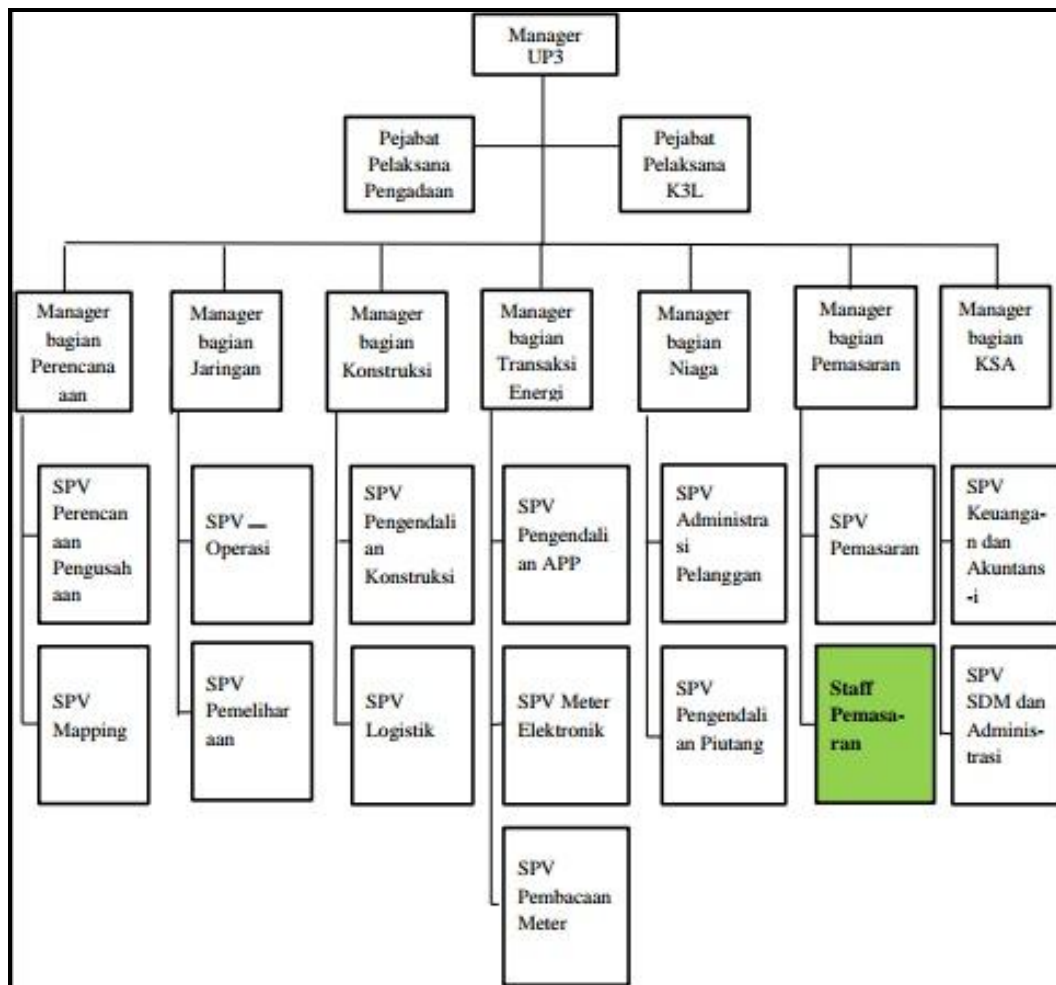 Manager
UP3
Pejabat
Pelaksana
Pengadaan
Pejabat
Pelaksana
K3L
Manager
bagian
Perencana
aan
Manager
bagian
Jaringan
Manager
bagian
Konstruksi
Manager
bagian
Transaksi
Energi
Manager
bagian
Niaga
Manager
bagian
Pemasaran
Manager
bagian
KSA
SPV
Perencan
aan
Pengusah
aan
SPV
Operasi
SPV
Pengendali
an
Konstruksi
SPV
Pengendali
an APP
SPV
Administra
si
Pelanggan
SPV
Pemasaran
SPV
Keuanga-
n dan
Akuntans
-i
SPV
Mapping
SPV
Pemelihar
aan
SPV
Logistik
SPV Meter
Elektronik
SPV
Pengendali
an Piutang
Staff
Pemasa-
ran
SPV
SDM dan
Adminis-
trasi
SPV
Pembacaan
Meter